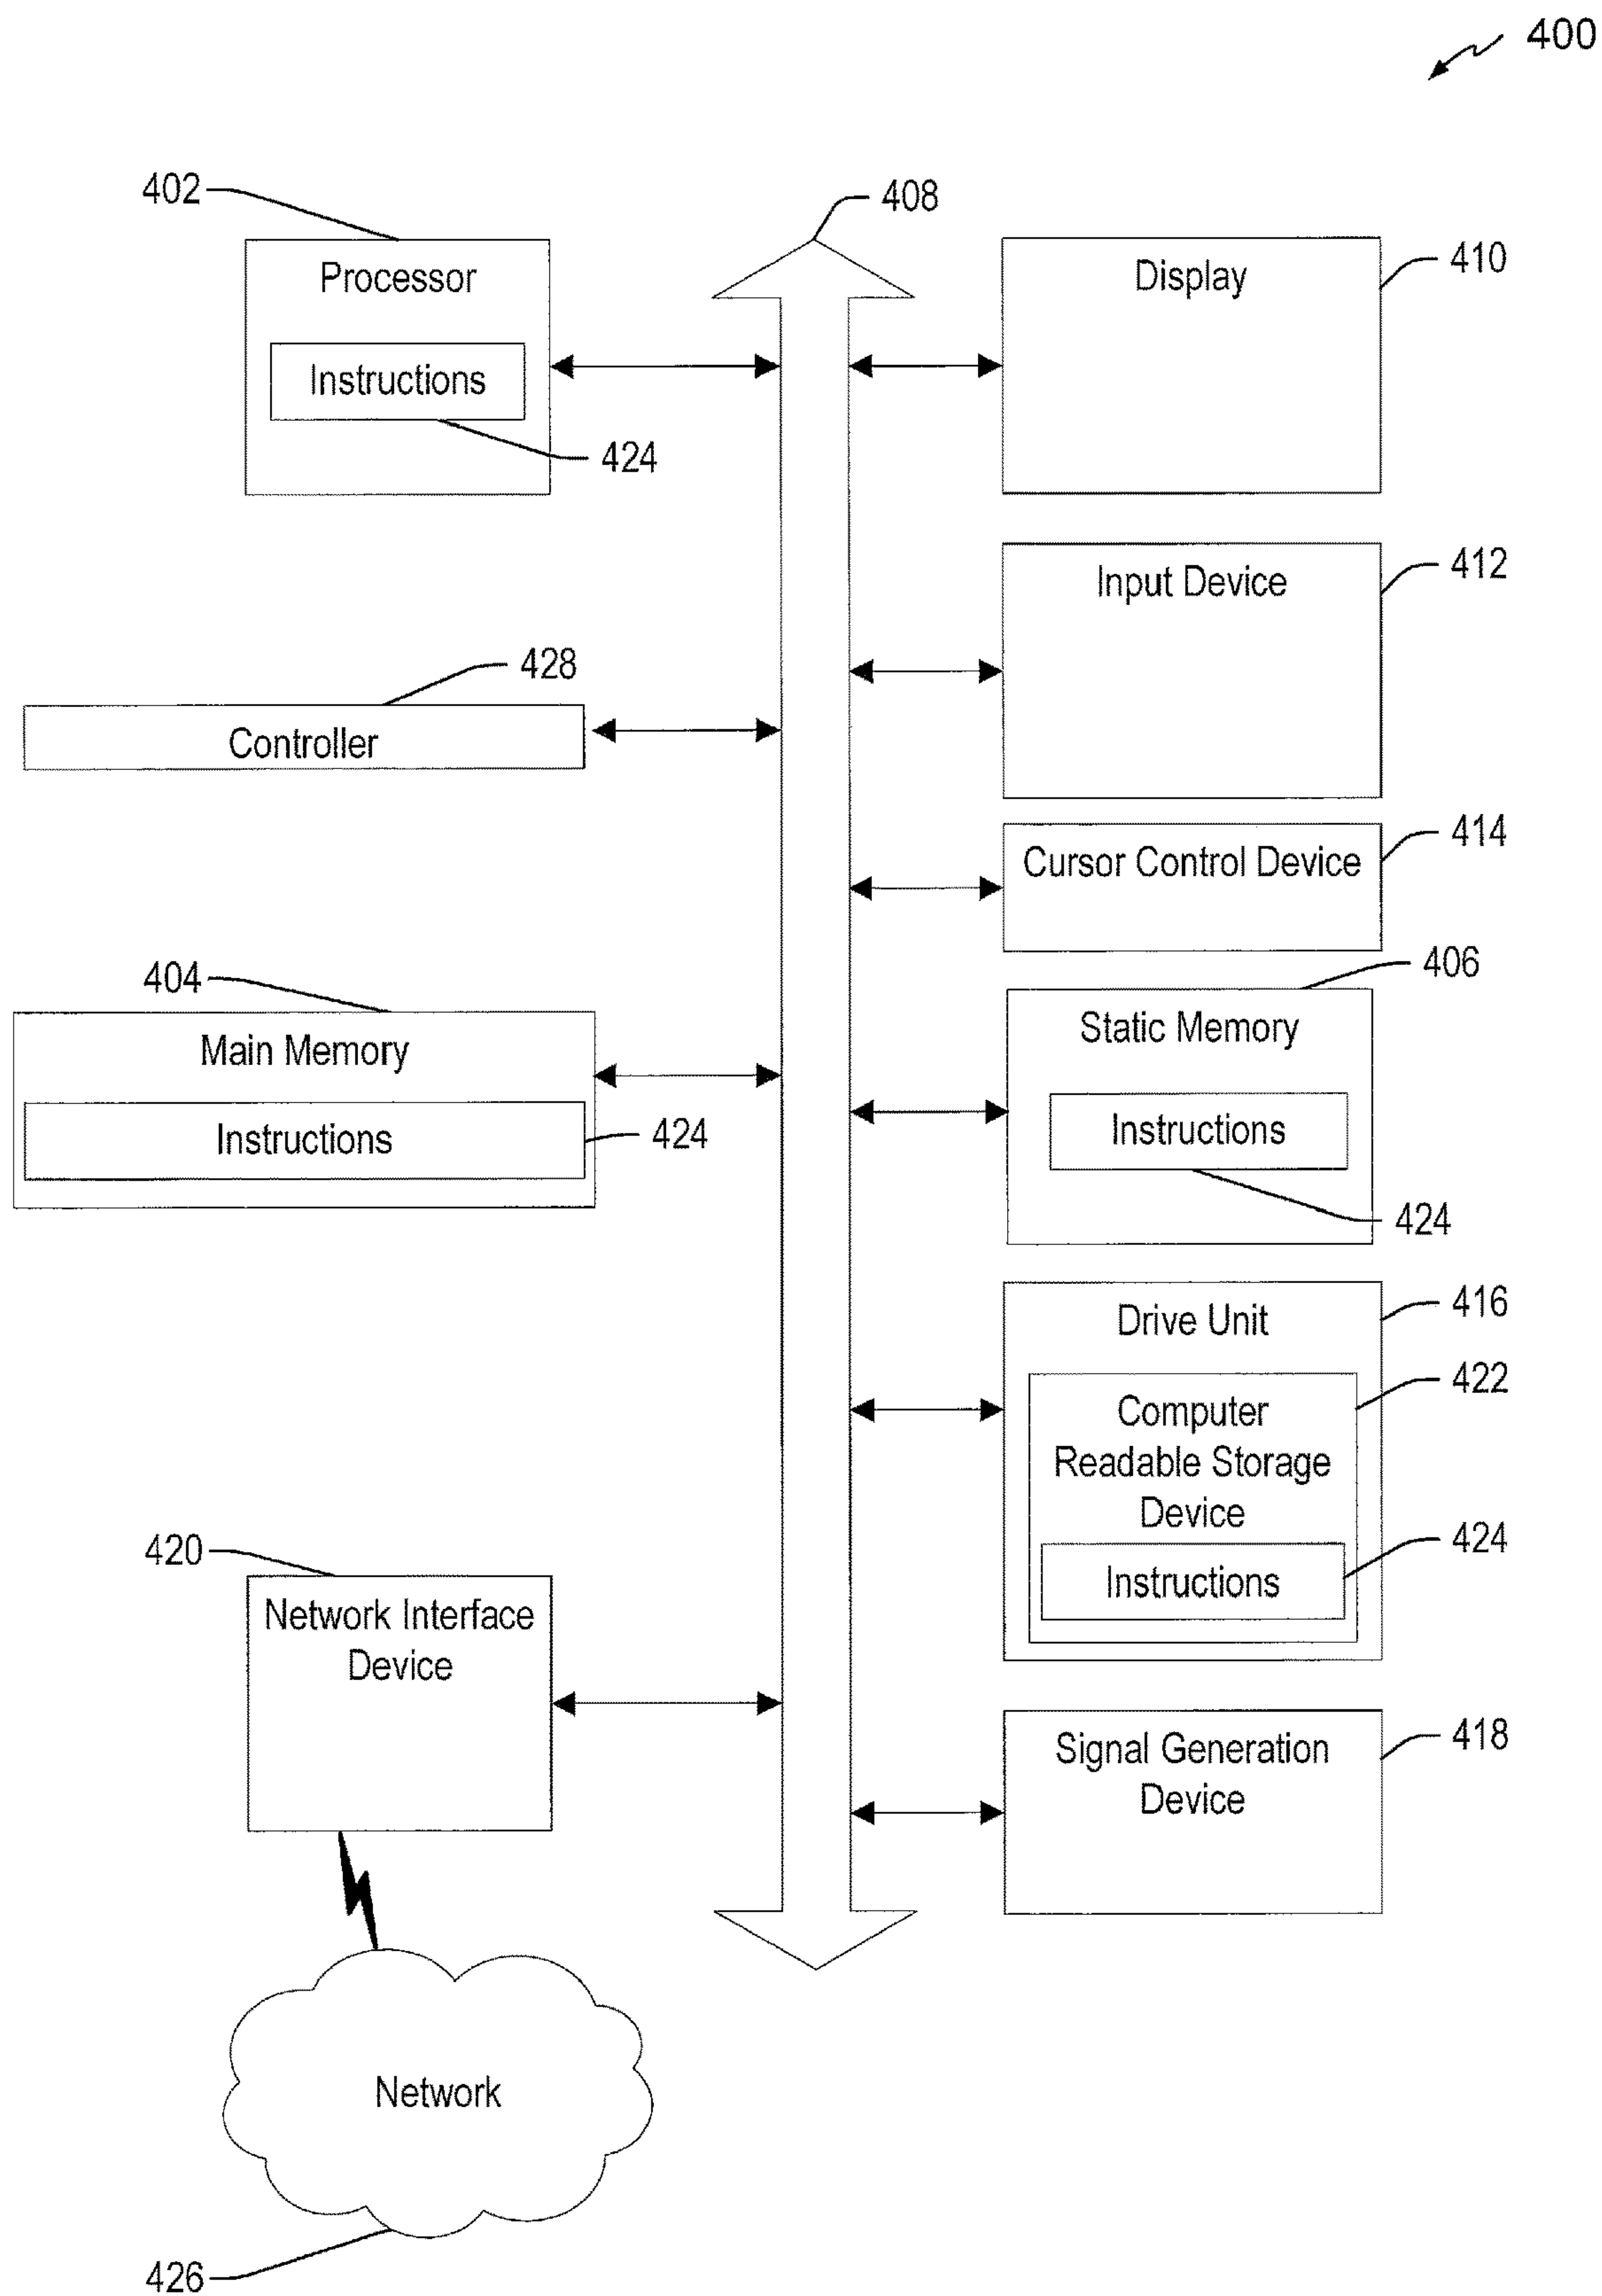 400
402
408
Processor
Display
410
Instructions
424
Input Device
412
428
Controller
414
Cursor Control Device
404
406
Main Memory
Static Memory
Instructions
424
Instructions
424
416
Drive Unit
422
Computer
Readable Storage
Device
424
Instructions
420
Network Interface
Device
418
Signal Generation
Device
Network
426